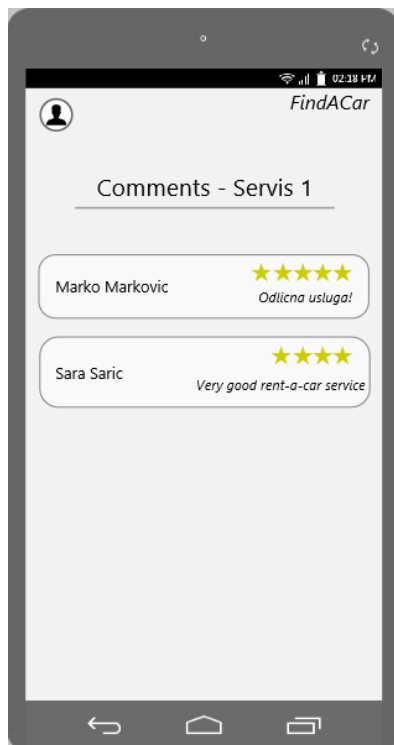 02:18 PM
FindACar
Comments - Servis 1
Marko Markovic
Odlicna usluga!
Sara Saric
Very good rent-a-car service